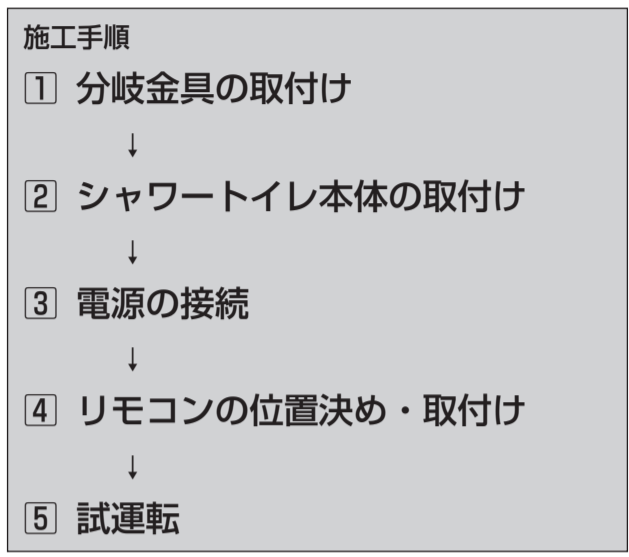 施工手順
1 分岐金具の取付け
↓
2 シャワートイレ本体の取付け
↓
3 電源の接続
↓
4 リモコンの位置決め・取付け
↓
5 試運転